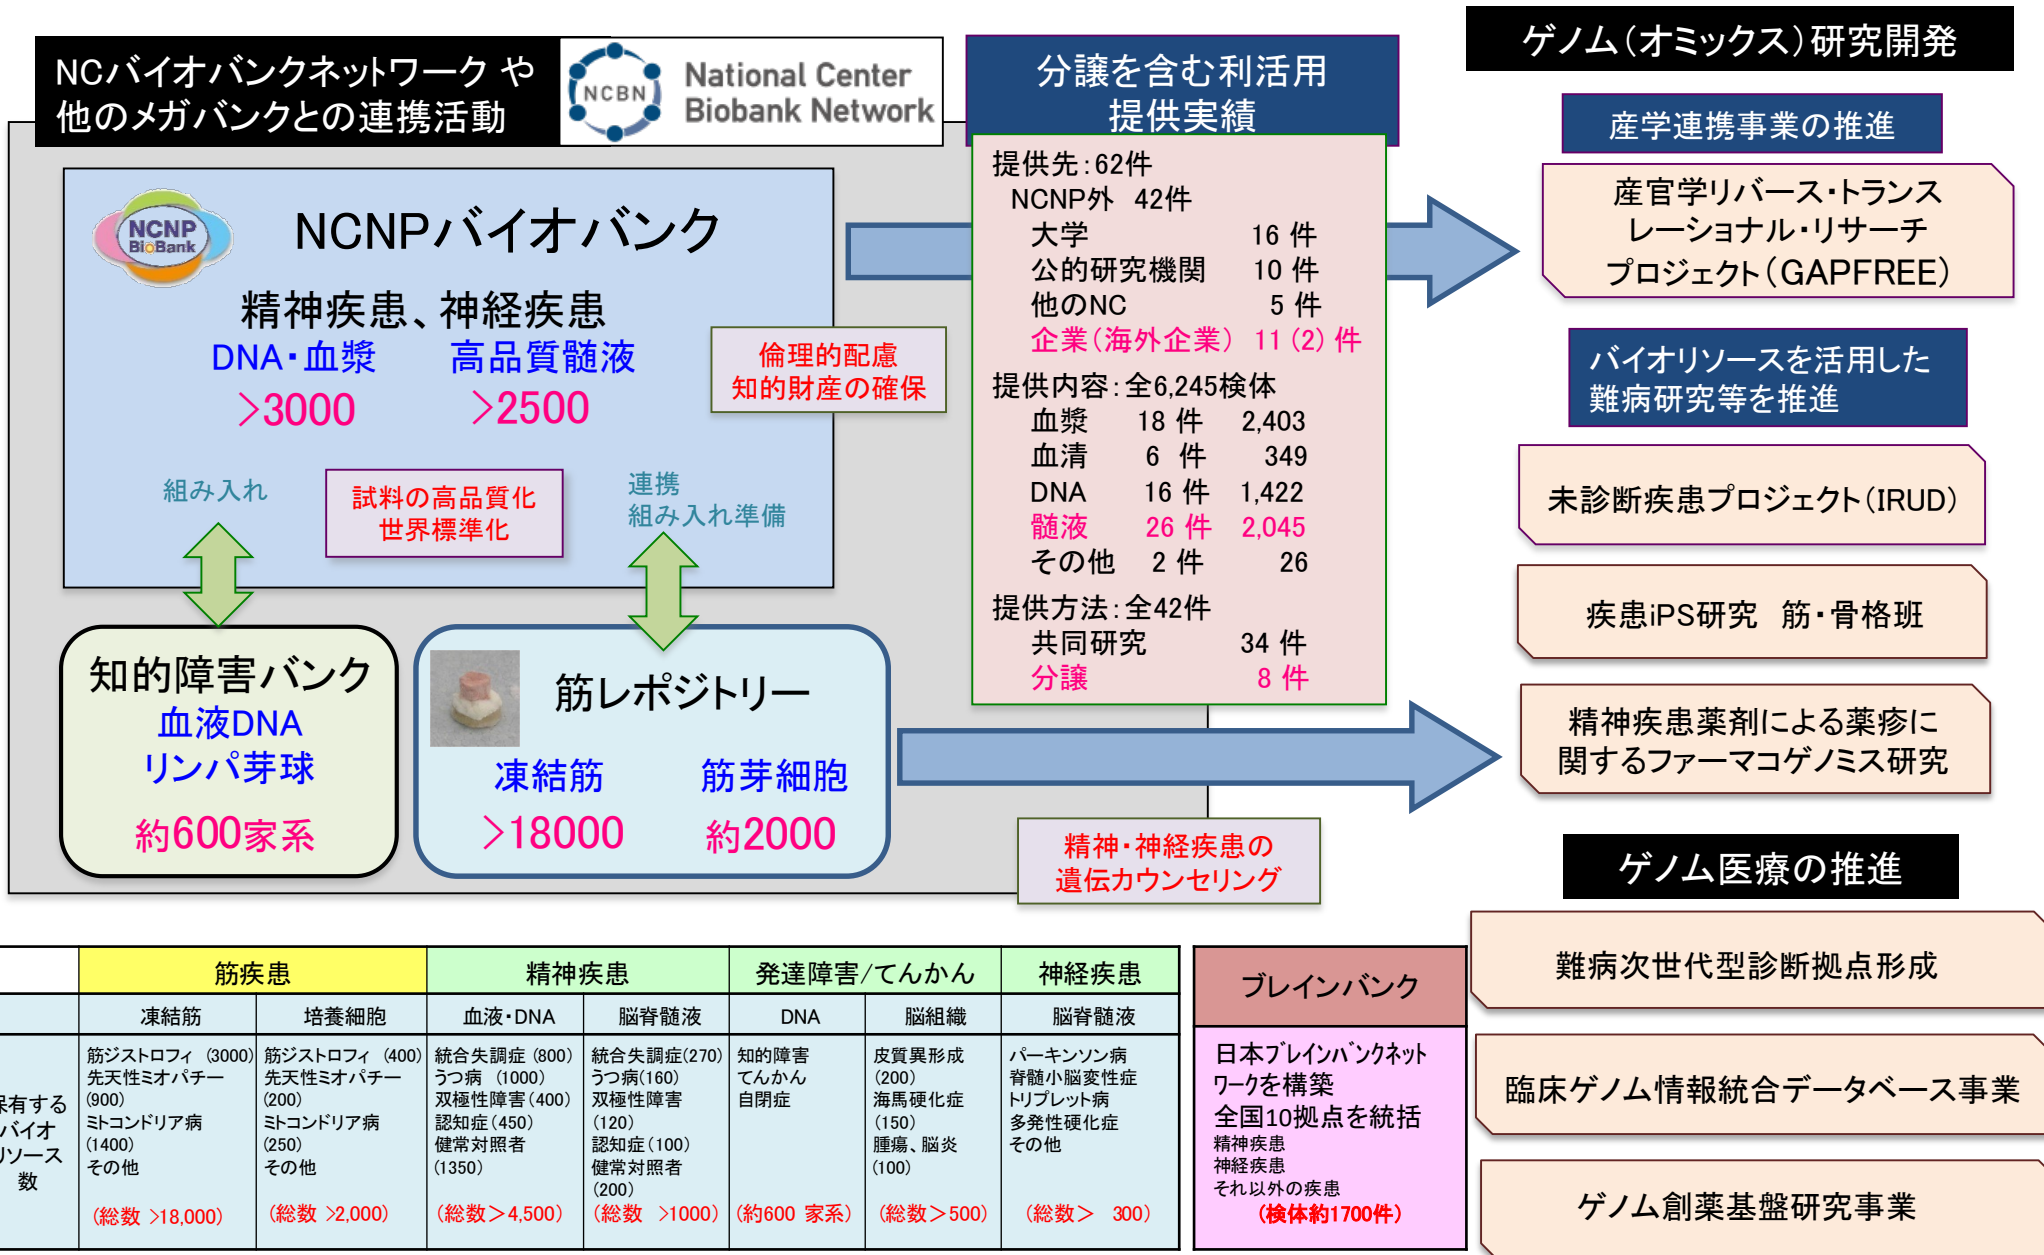 NCバイオバンクネットワーク や
他のメガバンクとの連携活動
NCBN
National Center
Biobank Network
NCNP
BioBank
NCNPバイオバンク
精神疾患、神経疾患
DNA・血漿 高品質髄液
>3000 >2500
倫理的配慮
知的財産の確保
組み入れ
試料の高品質化
世界標準化
連携
組み入れ準備
知的障害バンク
血液DNA
リンパ芽球
約600家系
筋レポジトリー
凍結筋 筋芽細胞
>18000 約2000
分譲を含む利活用
提供実績
提供先：62件
NCNP外 42件
大学 16 件
公的研究機関 10 件
他のNC 5 件
企業（海外企業） 11（2）件
提供内容：全6,245検体
血漿 18 件 2,403
血清 6 件 349
DNA 16 件 1,422
髄液 26 件 2,045
その他 2 件 26
提供方法：全42件
共同研究 34 件
分譲 8 件
精神・神経疾患の
遺伝カウンセリング
ゲノム（オミックス）研究開発
産学連携事業の推進
産官学リバース・トランス
レーショナル・リサーチ
プロジェクト（GAPFREE）
バイオリソースを活用した
難病研究等を推進
未診断疾患プロジェクト（IRUD）
疾患iPS研究 筋・骨格班
精神疾患薬剤による薬疹に
関するファーマコゲノミス研究
ゲノム医療の推進
難病次世代型診断拠点形成
臨床ゲノム情報統合データベース事業
ゲノム創薬基盤研究事業
筋疾患 精神疾患 発達障害/てんかん 神経疾患
凍結筋 培養細胞 血液・DNA 脳脊髄液 DNA 脳組織 脳脊髄液
保有する
バイオ
リソース
数
筋ジストロフィ (3000)
先天性ミオパチー
(900)
ミトコンドリア病
(1400)
その他
(総数 >18,000)
筋ジストロフィ (400)
先天性ミオパチー
(200)
ミトコンドリア病
(250)
その他
(総数 >2,000)
統合失調症 (800)
うつ病 (1000)
双極性障害(400)
認知症(450)
健常対照者
(1350)
(総数＞4,500)
統合失調症(270)
うつ病(160)
双極性障害
(120)
認知症(100)
健常対照者
(200)
(総数 >1000)
知的障害
てんかん
自閉症
(約600 家系)
皮質異形成
(200)
海馬硬化症
(150)
腫瘍、脳炎
(100)
(総数＞500)
パーキンソン病
脊髄小脳変性症
トリプレット病
多発性硬化症
その他
(総数＞ 300)
ブレインバンク
日本ブレインバンクネット
ワークを構築
全国10拠点を統括
精神疾患
神経疾患
それ以外の疾患
(検体約1700件)